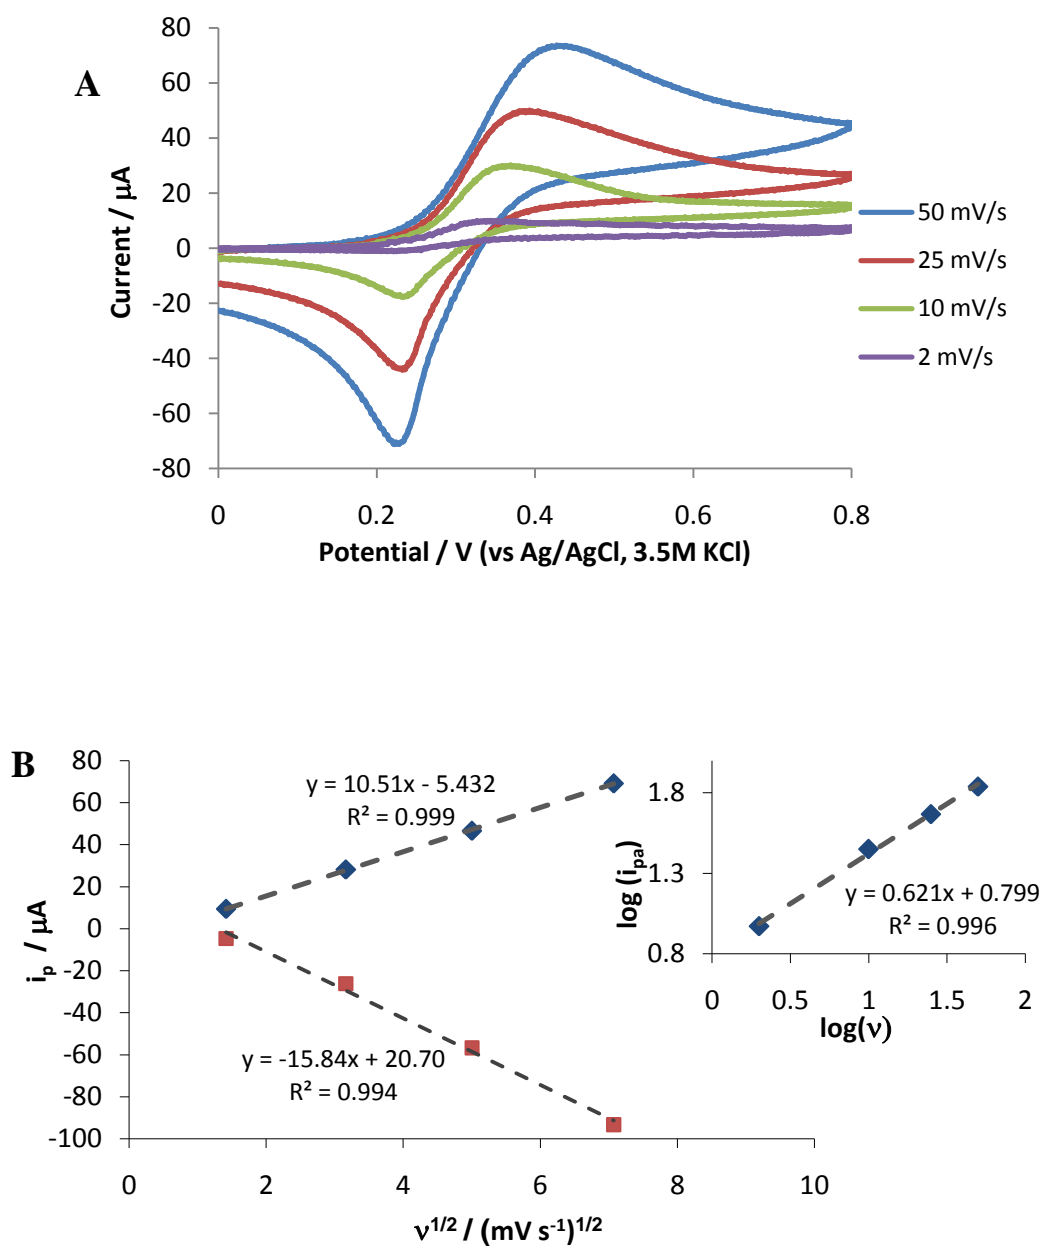 A
80
60
40
20
0
-20
-40
-60
-80
Current / μA
0 0.2 0.4 0.6 0.8
Potential / V (vs Ag/AgCl, 3.5M KCl)
50 mV/s
25 mV/s
10 mV/s
2 mV/s
B
80
60
40
20
0
-20
-40
-60
-80
-100
iₚ / μA
y = 10.51x - 5.432
R² = 0.999
y = -15.84x + 20.70
R² = 0.994
0 2 4 6 8 10
ν^1/2 / (mV s⁻¹)^1/2
1.8
1.3
0.8
log (i_pa)
y = 0.621x + 0.799
R² = 0.996
0 0.5 1 1.5 2
log(ν)